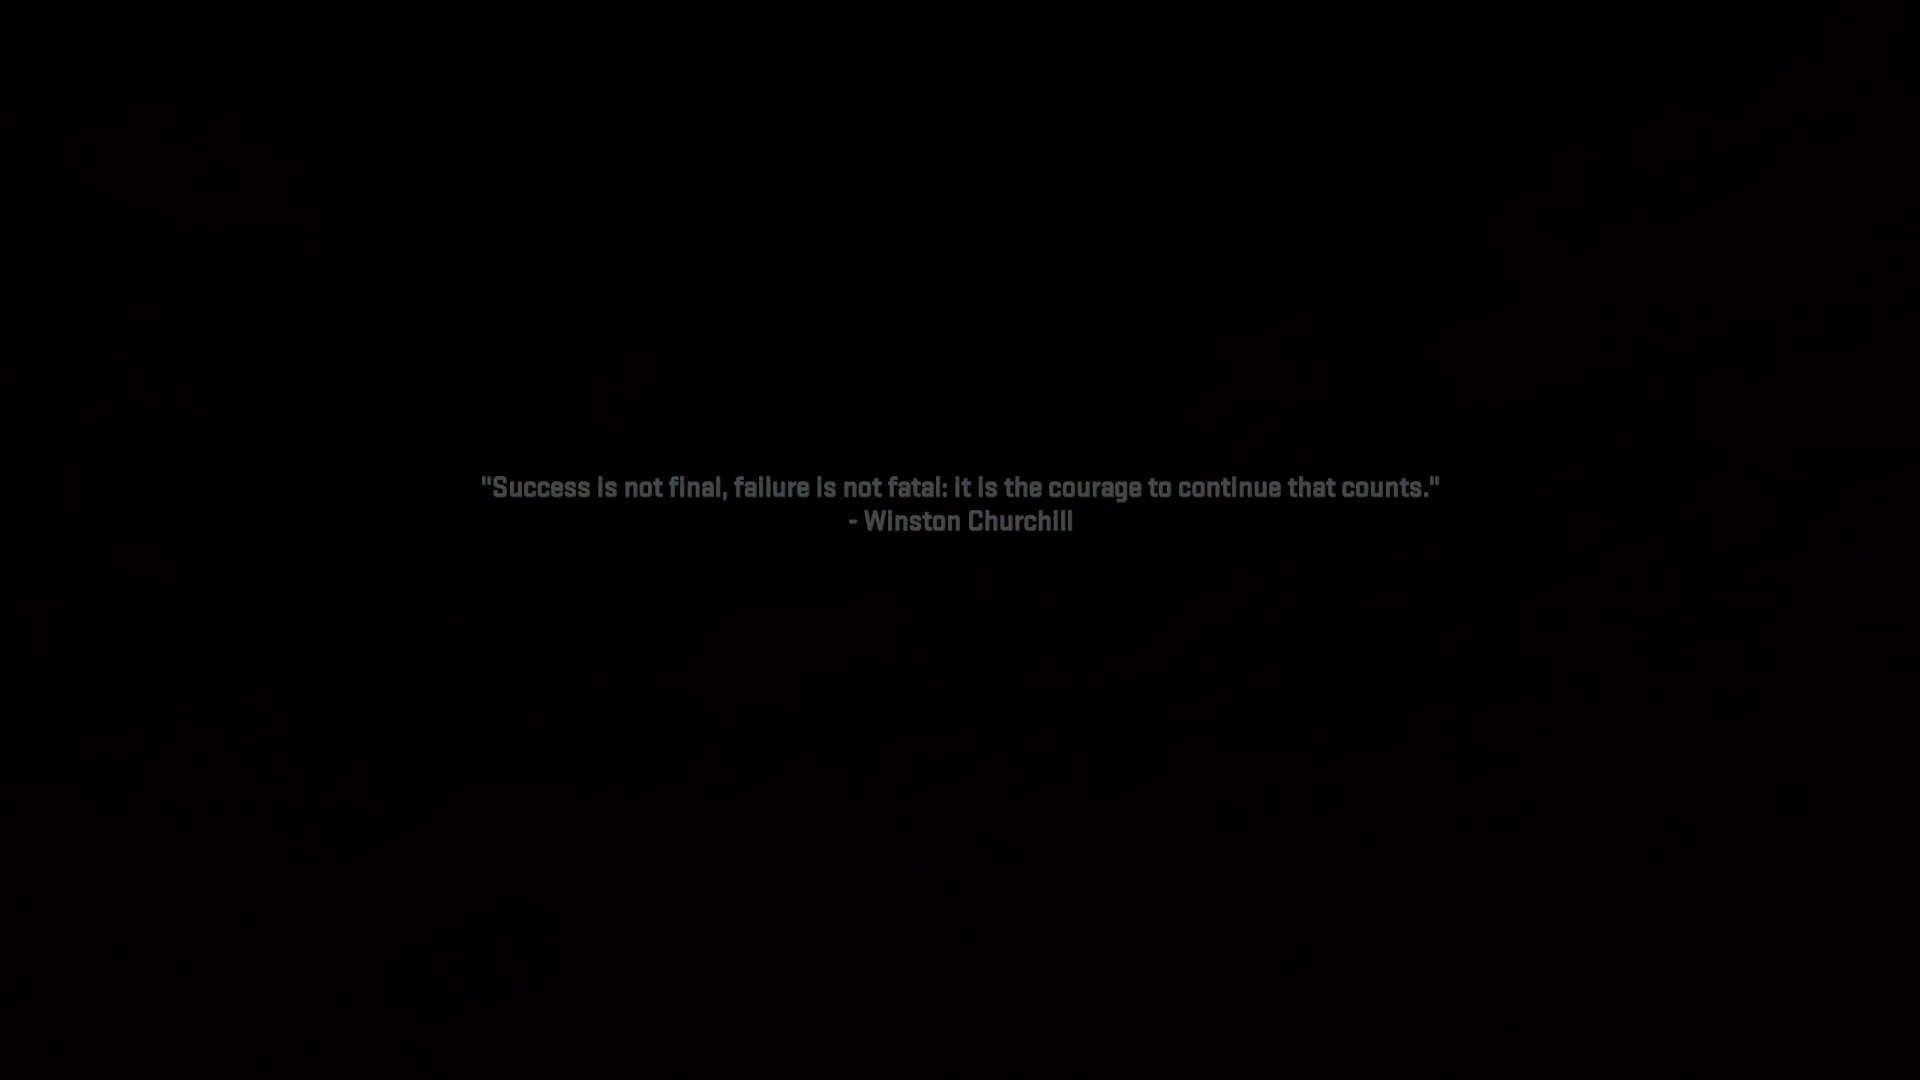 "Success is not final, failure is not fatal: it is the courage to continue that counts."
- Winston Churchill